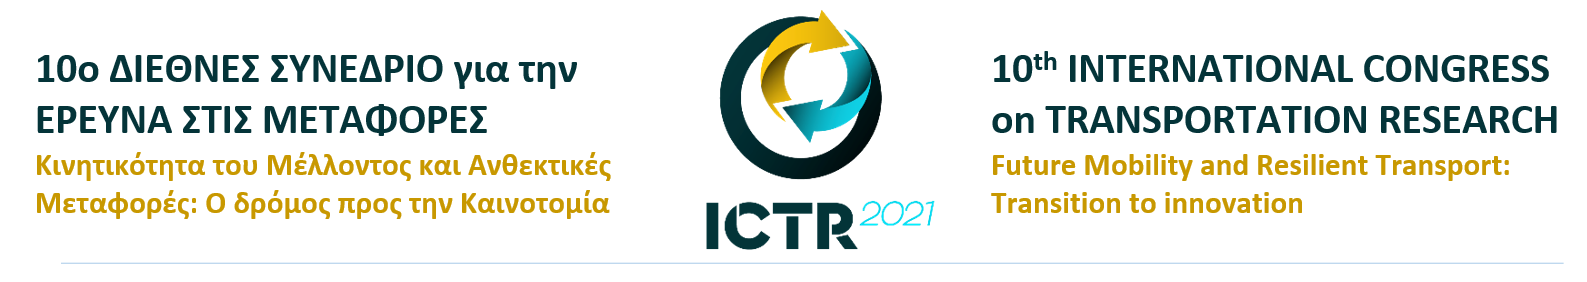 10ο ΔΙΕΘΝΕΣ ΣΥΝΕΔΡΙΟ για την
ΕΡΕΥΝΑ ΣΤΙΣ ΜΕΤΑΦΟΡΕΣ
Κινητικότητα του Μέλλοντος και Ανθεκτικές
Μεταφορές: Ο δρόμος προς την Καινοτομία
ICTR 2021
10th INTERNATIONAL CONGRESS
on TRANSPORTATION RESEARCH
Future Mobility and Resilient Transport:
Transition to innovation